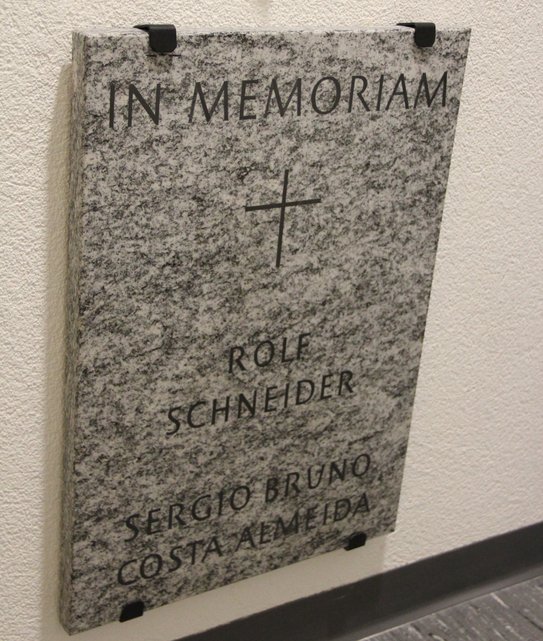 IN MEMORIAM
ROLF
SCHNEIDER
SERGIO BRUNO
COSTA ALMEIDA